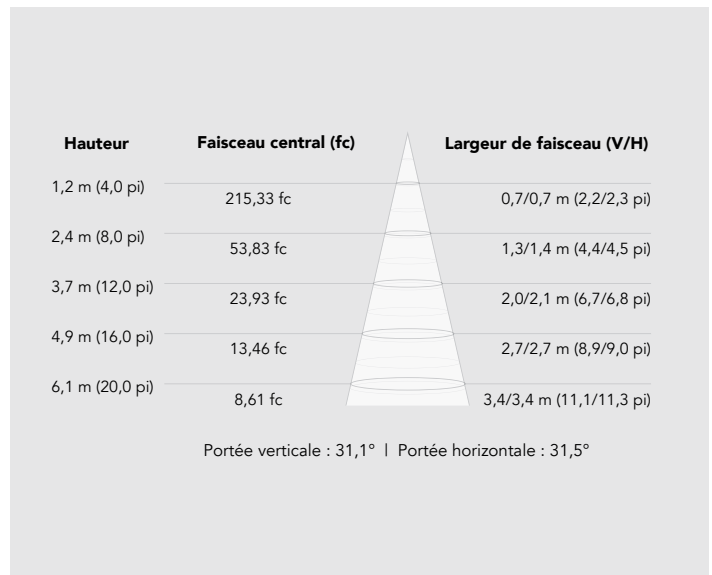 Hauteur Faisceau central (fc) Largeur de faisceau (V/H)
1,2 m (4,0 pi) 215,33 fc 0,7/0,7 m (2,2/2,3 pi)
2,4 m (8,0 pi) 53,83 fc 1,3/1,4 m (4,4/4,5 pi)
3,7 m (12,0 pi) 23,93 fc 2,0/2,1 m (6,7/6,8 pi)
4,9 m (16,0 pi) 13,46 fc 2,7/2,7 m (8,9/9,0 pi)
6,1 m (20,0 pi) 8,61 fc 3,4/3,4 m (11,1/11,3 pi)
Portée verticale : 31,1° | Portée horizontale : 31,5°